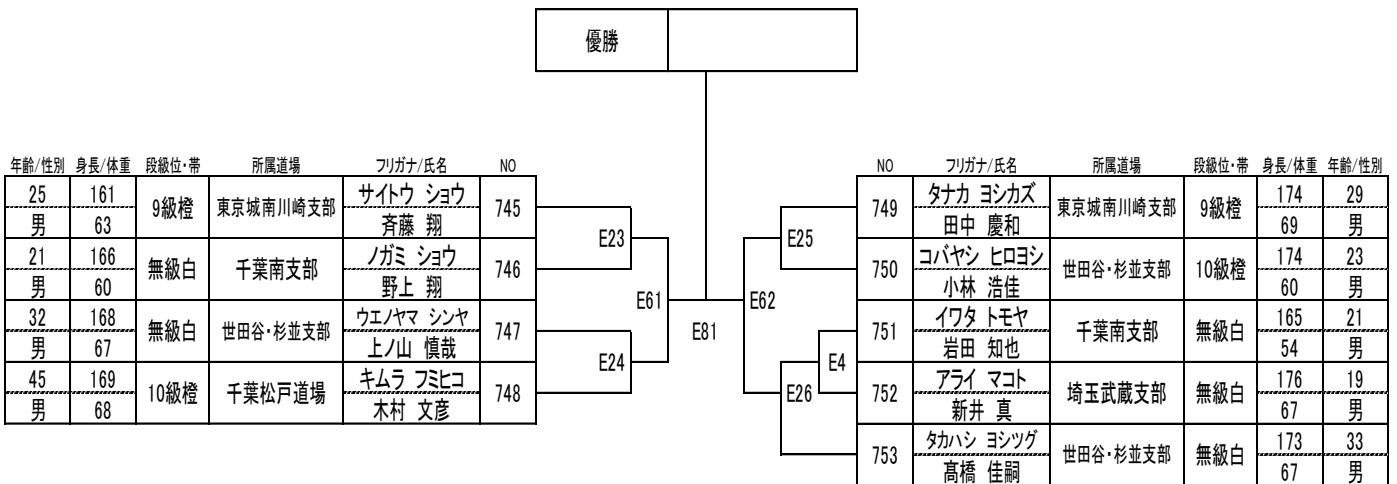 優勝
年齢/性別 身長/体重 段級位・帯 所属道場 フリガナ/氏名 NO
25 161 9級橙 東京城南川崎支部 サイトウ ショウ 745
男 63 斉藤 翔
21 166 無級白 千葉南支部 ノガミ ショウ 746
男 60 野上 翔
32 168 無級白 世田谷・杉並支部 ウエノヤマ シンヤ 747
男 67 上ノ山 慎哉
45 169 10級橙 千葉松戸道場 キムラ フミヒコ 748
男 68 木村 文彦
E23
E24
E61
E81
E62
E25
E4
E26
NO フリガナ/氏名 所属道場 段級位・帯 身長/体重 年齢/性別
749 タナカ ヨシカズ 東京城南川崎支部 9級橙 174 29
田中 慶和 69 男
750 コバヤシ ヒロヨシ 世田谷・杉並支部 10級橙 174 23
小林 浩佳 60 男
751 イワタ トモヤ 千葉南支部 無級白 165 21
岩田 知也 54 男
752 アライ マコト 埼玉武蔵支部 無級白 176 19
新井 真 67 男
753 タカハシ ヨシツグ 世田谷・杉並支部 無級白 173 33
髙橋 佳嗣 67 男